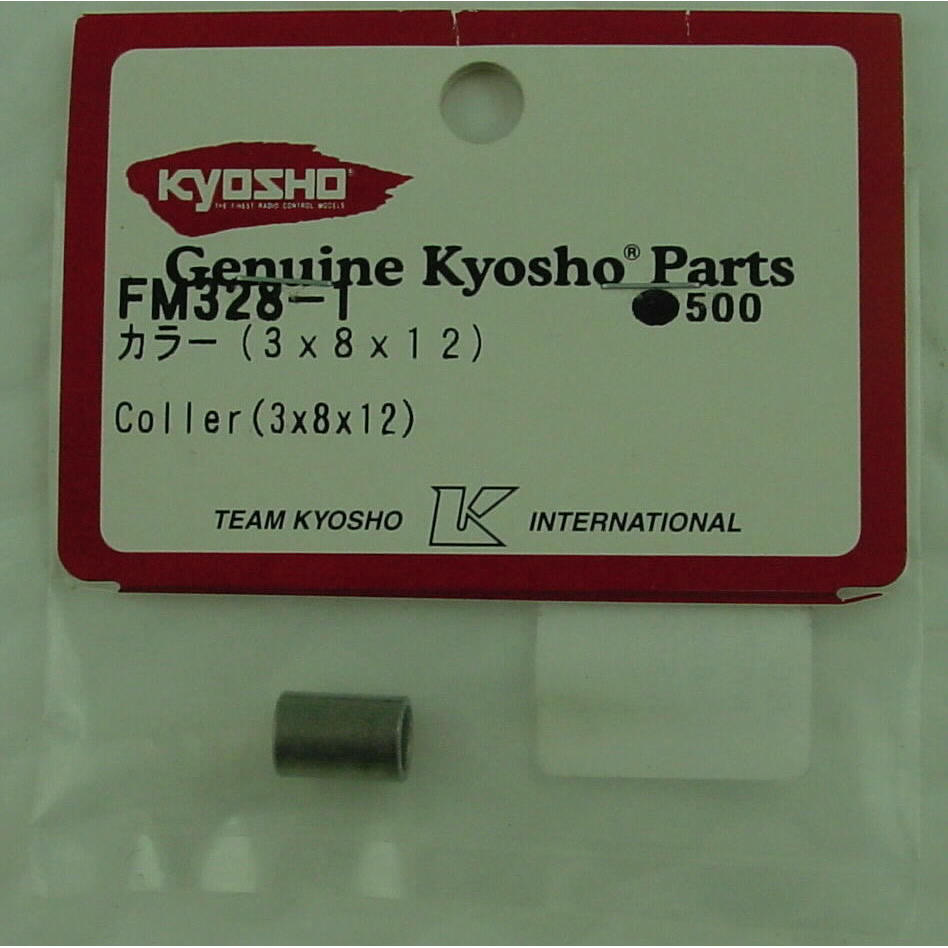 KYOSHO®
THE FINEST RADIO CONTROL MODELS
Genuine Kyosho® Parts
FM328-1 ●500
カラー(3x8x12)
Coller(3x8x12)
TEAM KYOSHO K INTERNATIONAL